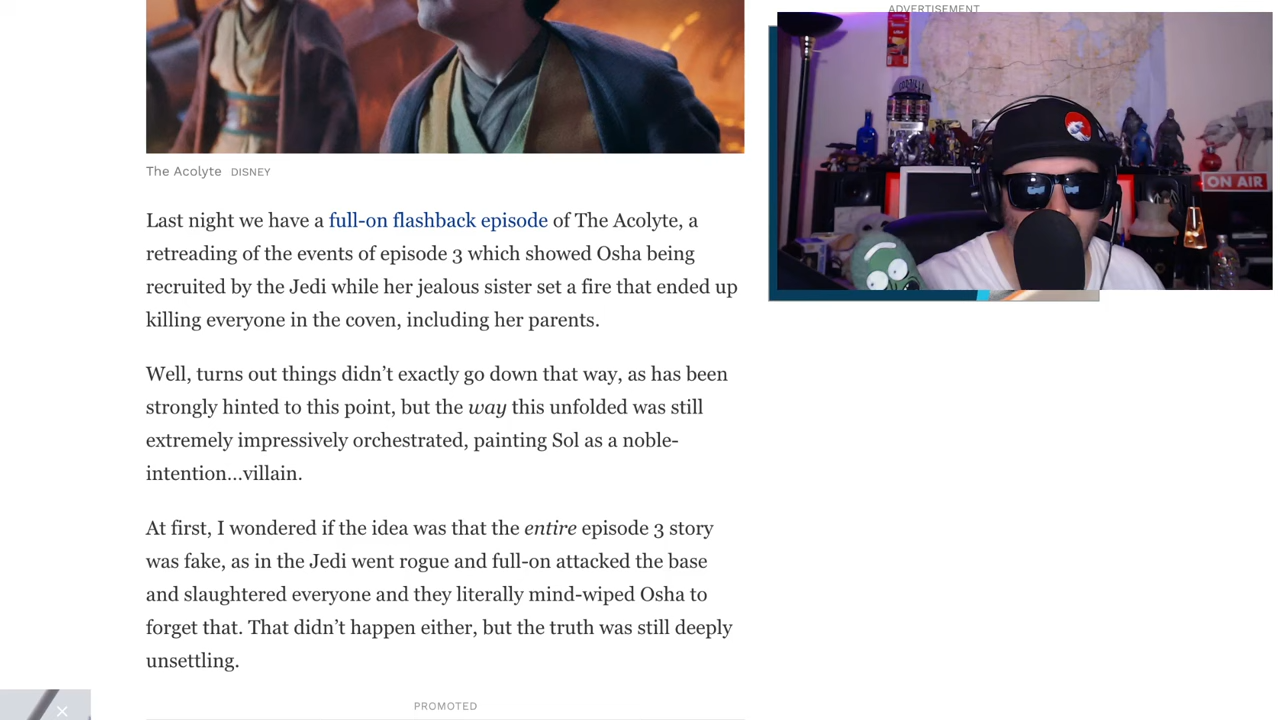 ADVERTISEMENT
ON AIR
The Acolyte DISNEY
Last night we have a full-on flashback episode of The Acolyte, a
retreading of the events of episode 3 which showed Osha being
recruited by the Jedi while her jealous sister set a fire that ended up
killing everyone in the coven, including her parents.
Well, turns out things didn’t exactly go down that way, as has been
strongly hinted to this point, but the way this unfolded was still
extremely impressively orchestrated, painting Sol as a noble-
intention…villain.
At first, I wondered if the idea was that the entire episode 3 story
was fake, as in the Jedi went rogue and full-on attacked the base
and slaughtered everyone and they literally mind-wiped Osha to
forget that. That didn’t happen either, but the truth was still deeply
unsettling.
PROMOTED